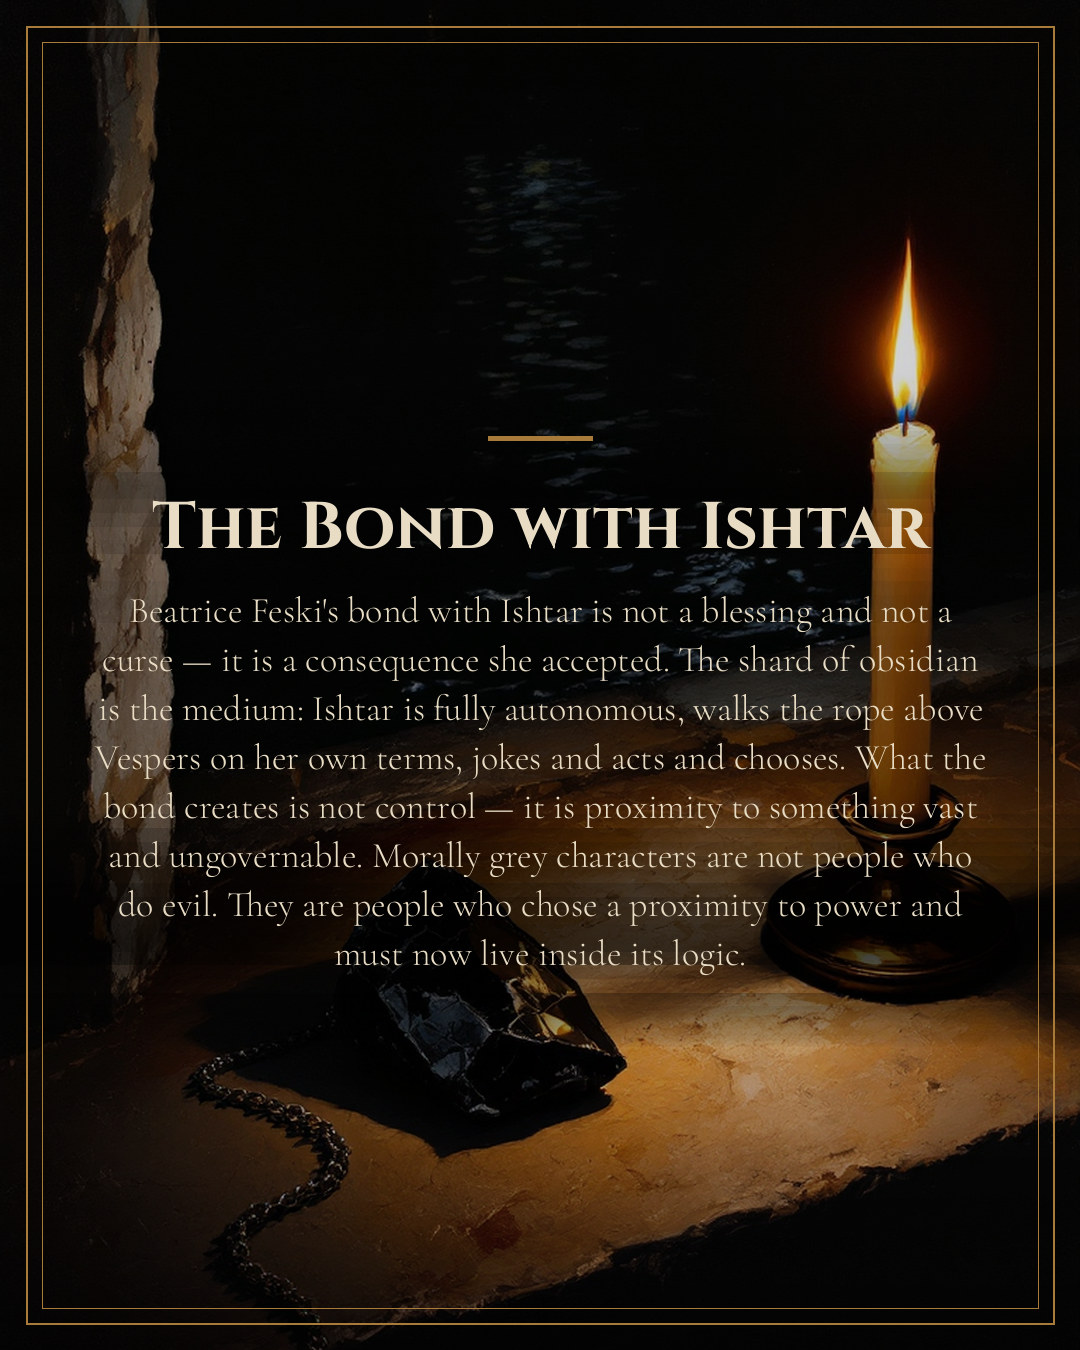 The Bond with Ishtar
Beatrice Feski's bond with Ishtar is not a blessing and not a
curse — it is a consequence she accepted. The shard of obsidian
is the medium: Ishtar is fully autonomous, walks the rope above
Vespers on her own terms, jokes and acts and chooses. What the
bond creates is not control — it is proximity to something vast
and ungovernable. Morally grey characters are not people who
do evil. They are people who chose a proximity to power and
must now live inside its logic.